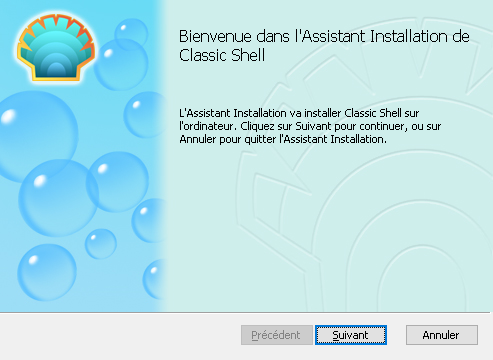 Bienvenue dans l'Assistant Installation de
Classic Shell
L'Assistant Installation va installer Classic Shell sur
l'ordinateur. Cliquez sur Suivant pour continuer, ou sur
Annuler pour quitter l'Assistant Installation.
Précédent Suivant Annuler